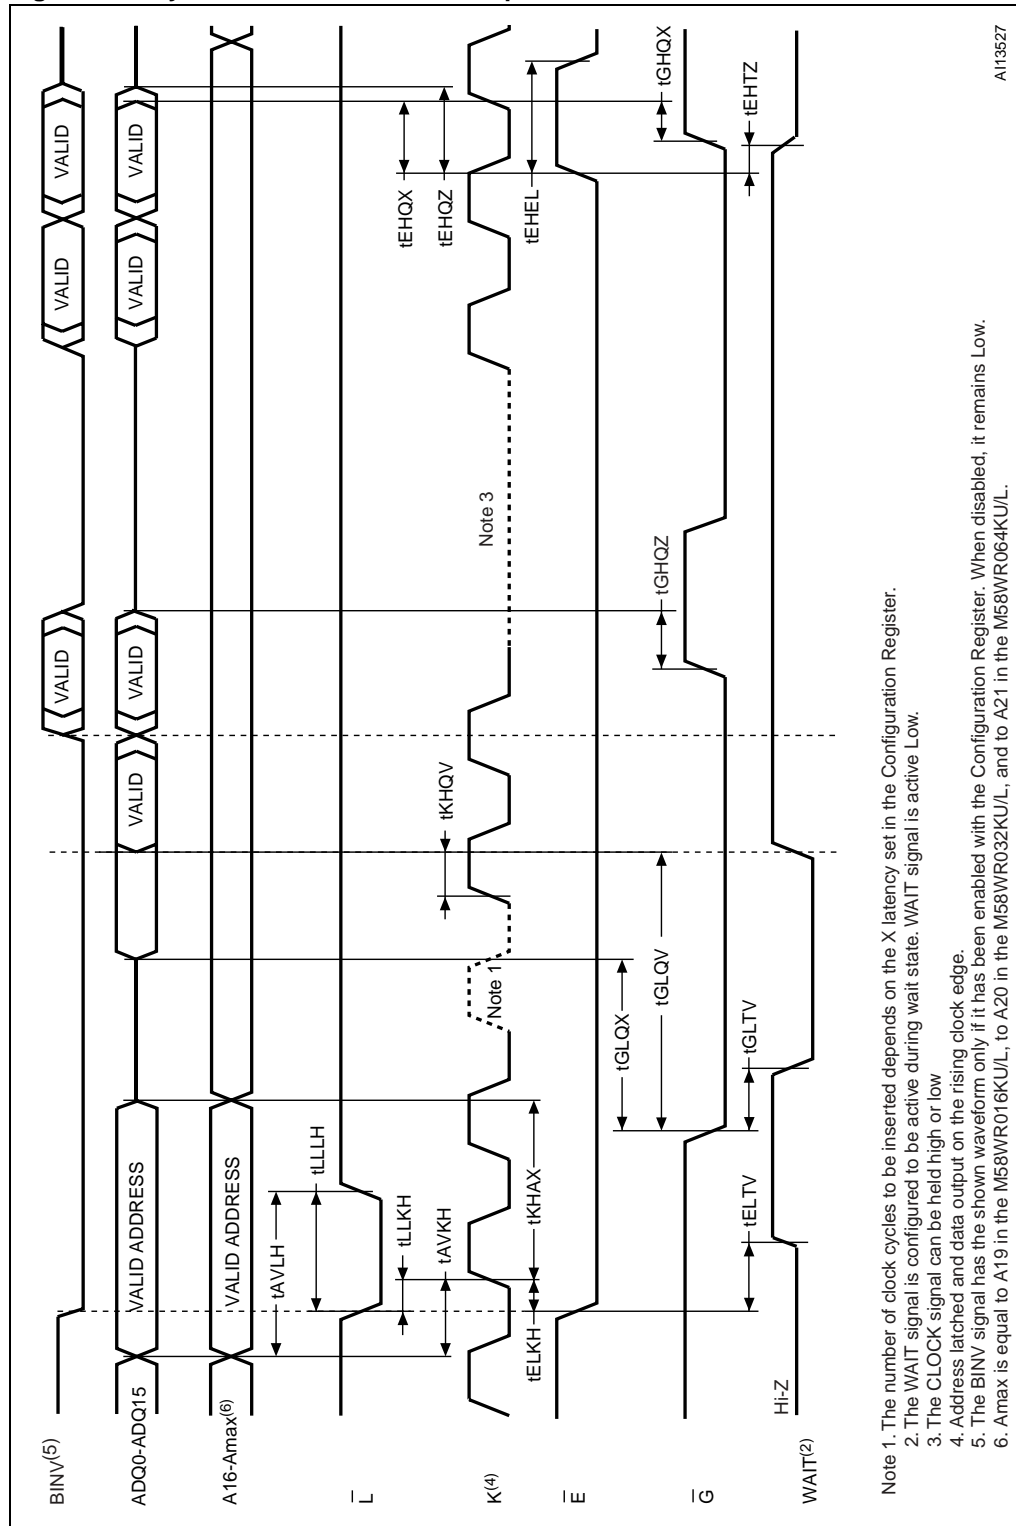 BINV(5)
VALID
VALID
VALID
ADQ0-ADQ15
VALID ADDRESS
VALID
VALID
VALID
VALID
A16-Amax(6)
VALID ADDRESS
tAVLH
tLLLH
L
tLLKH
tEHQX
tAVKH
tKHQV
tEHQZ
K(4)
Note 1
Note 3
tELKH
tKHAX
tEHEL
E
tGLQX
tGLQV
tGHQZ
tGHQX
G
tELTV
tGLTV
tEHTZ
Hi-Z
WAIT(2)
Note 1. The number of clock cycles to be inserted depends on the X latency set in the Configuration Register.
2. The WAIT signal is configured to be active during wait state. WAIT signal is active Low.
3. The CLOCK signal can be held high or low
4. Address latched and data output on the rising clock edge.
5. The BINV signal has the shown waveform only if it has been enabled with the Configuration Register. When disabled, it remains Low.
6. Amax is equal to A19 in the M58WR016KU/L, to A20 in the M58WR032KU/L, and to A21 in the M58WR064KU/L.
AI13527